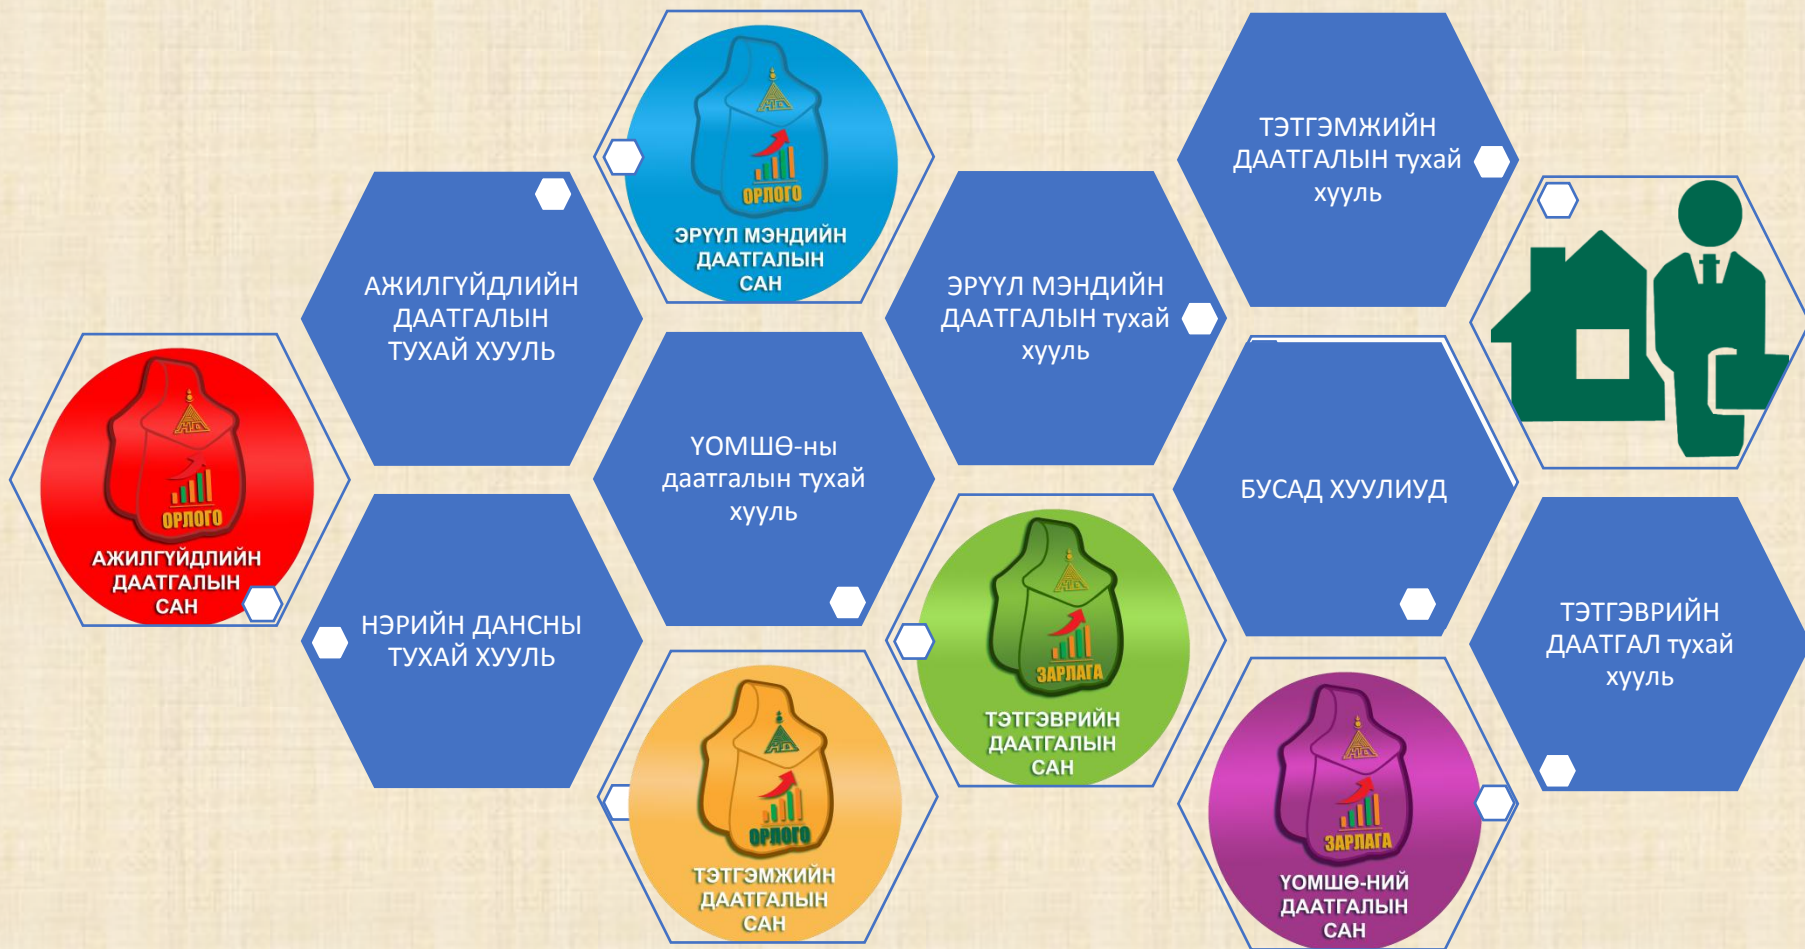 ОРЛОГО
ЭРҮҮЛ МЭНДИЙН
ДААТГАЛЫН
САН
ТЭТГЭМЖИЙН
ДААТГАЛЫН тухай
хууль
АЖИЛГҮЙДЛИЙН
ДААТГАЛЫН
ТУХАЙ ХУУЛЬ
ЭРҮҮЛ МЭНДИЙН
ДААТГАЛЫН тухай
хууль
ОРЛОГО
АЖИЛГҮЙДЛИЙН
ДААТГАЛЫН
САН
ҮОМШӨ-ны
даатгалын тухай
хууль
БУСАД ХУУЛИУД
НЭРИЙН ДАНСНЫ
ТУХАЙ ХУУЛЬ
ЗАРЛАГА
ТЭТГЭВРИЙН
ДААТГАЛЫН
САН
ТЭТГЭВРИЙН
ДААТГАЛ тухай
хууль
ОРЛОГО
ТЭТГЭМЖИЙН
ДААТГАЛЫН
САН
ЗАРЛАГА
ҮОМШӨ-НИЙ
ДААТГАЛЫН
САН